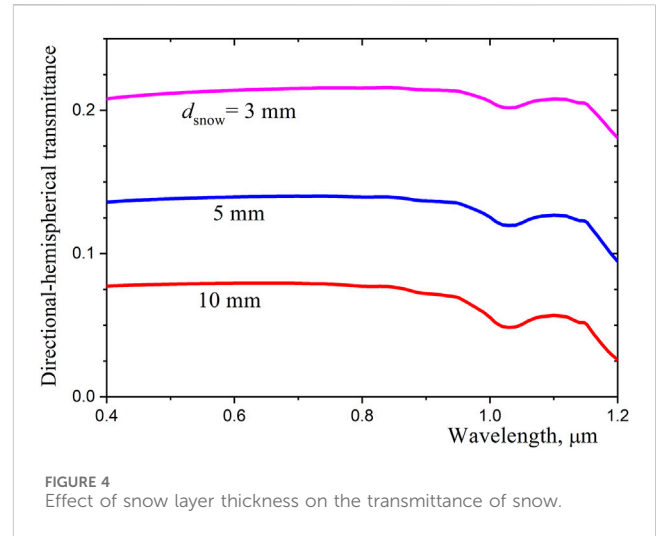 Directional-hemispherical transmittance
0.2
0.1
0.0
d_snow = 3 mm
5 mm
10 mm
0.4 0.6 0.8 1.0 1.2
Wavelength, μm
FIGURE 4
Effect of snow layer thickness on the transmittance of snow.